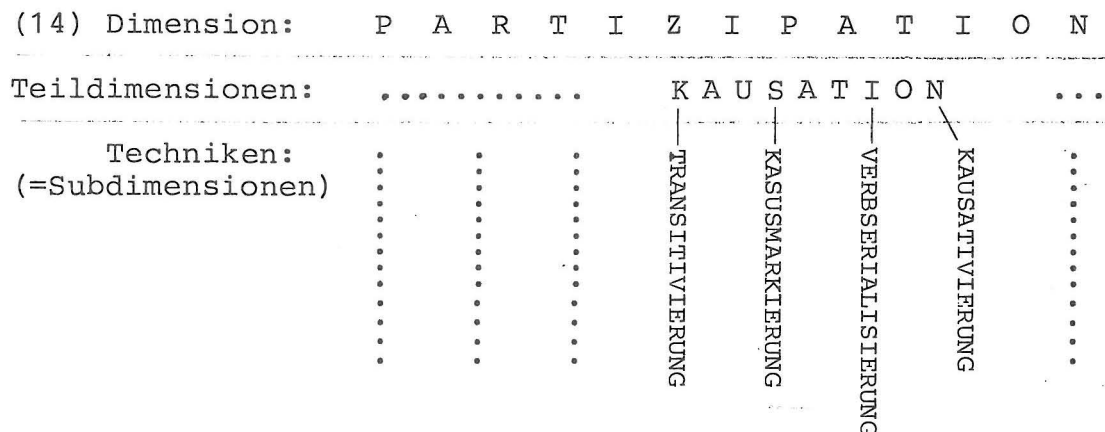 (14) Dimension: P A R T I Z I P A T I O N
Teildimensionen: ........... K A U S A T I O N ...
Techniken:
(=Subdimensionen)
TRANSITIVIERUNG
KASUSMARKIERUNG
VERBSERIALISIERUNG
KAUSATIVIERUNG